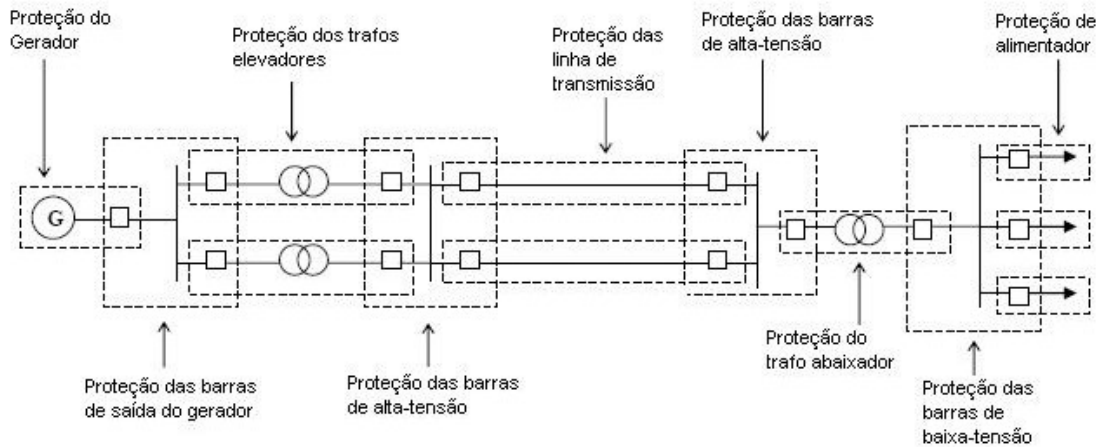 Proteção do
Gerador
Proteção dos trafos
elevadores
Proteção das
linha de
transmissão
Proteção das barras
de alta-tensão
Proteção de
alimentador
G
Proteção das barras
de saída do gerador
Proteção das barras
de alta-tensão
Proteção do
trafo abaixador
Proteção das
barras de
baixa-tensão